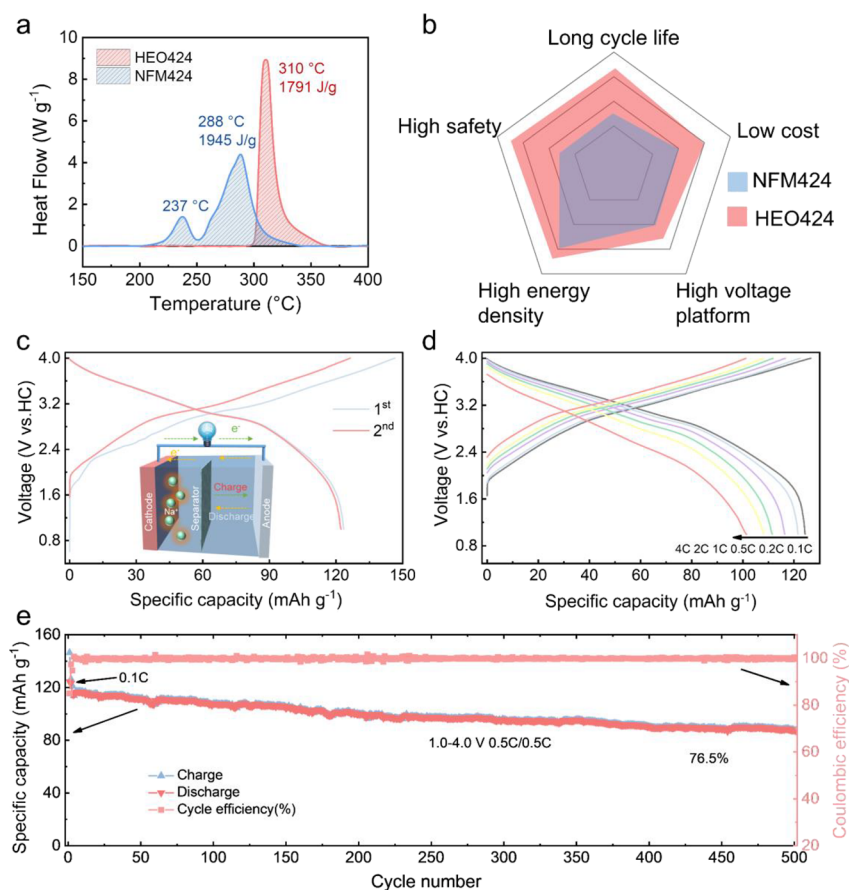 a
HEO424
NFM424
310 °C
1791 J/g
288 °C
1945 J/g
237 °C
Heat Flow (W g⁻¹)
10
8
6
4
2
0
150 200 250 300 350 400
Temperature (°C)
b
Long cycle life
High safety
Low cost
NFM424
HEO424
High energy
density
High voltage
platform
c
Voltage (V vs.HC)
4.0
3.2
2.4
1.6
0.8
1st
2nd
e⁻
e⁻
Cathode
Na⁺
Separator
Charge
Discharge
Anode
0 30 60 90 120 150
Specific capacity (mAh g⁻¹)
d
Voltage (V vs.HC)
4.0
3.2
2.4
1.6
0.8
4C 2C 1C 0.5C 0.2C 0.1C
0 20 40 60 80 100 120
Specific capacity (mAh g⁻¹)
e
Specific capacity (mAh g⁻¹)
160
120
80
40
0
0.1C
1.0-4.0 V 0.5C/0.5C
76.5%
Charge
Discharge
Cycle efficiency(%)
100
80
60
40
20
Coulombic efficiency (%)
0 50 100 150 200 250 300 350 400 450 500
Cycle number